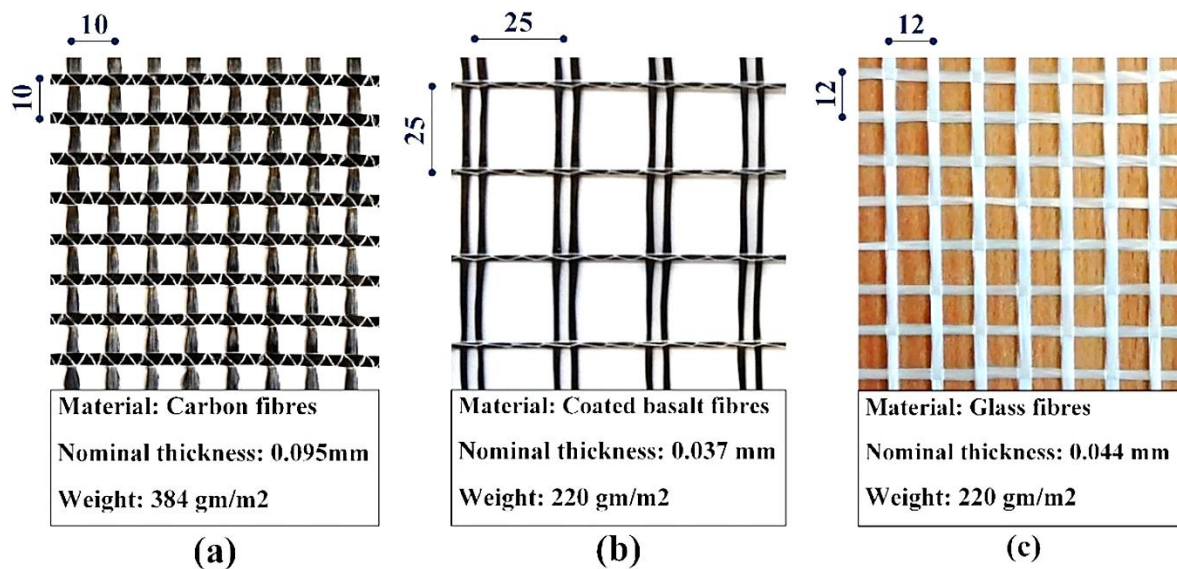 10
10
Material: Carbon fibres
Nominal thickness: 0.095mm
Weight: 384 gm/m2
(a)
25
25
Material: Coated basalt fibres
Nominal thickness: 0.037 mm
Weight: 220 gm/m2
(b)
12
12
Material: Glass fibres
Nominal thickness: 0.044 mm
Weight: 220 gm/m2
(c)